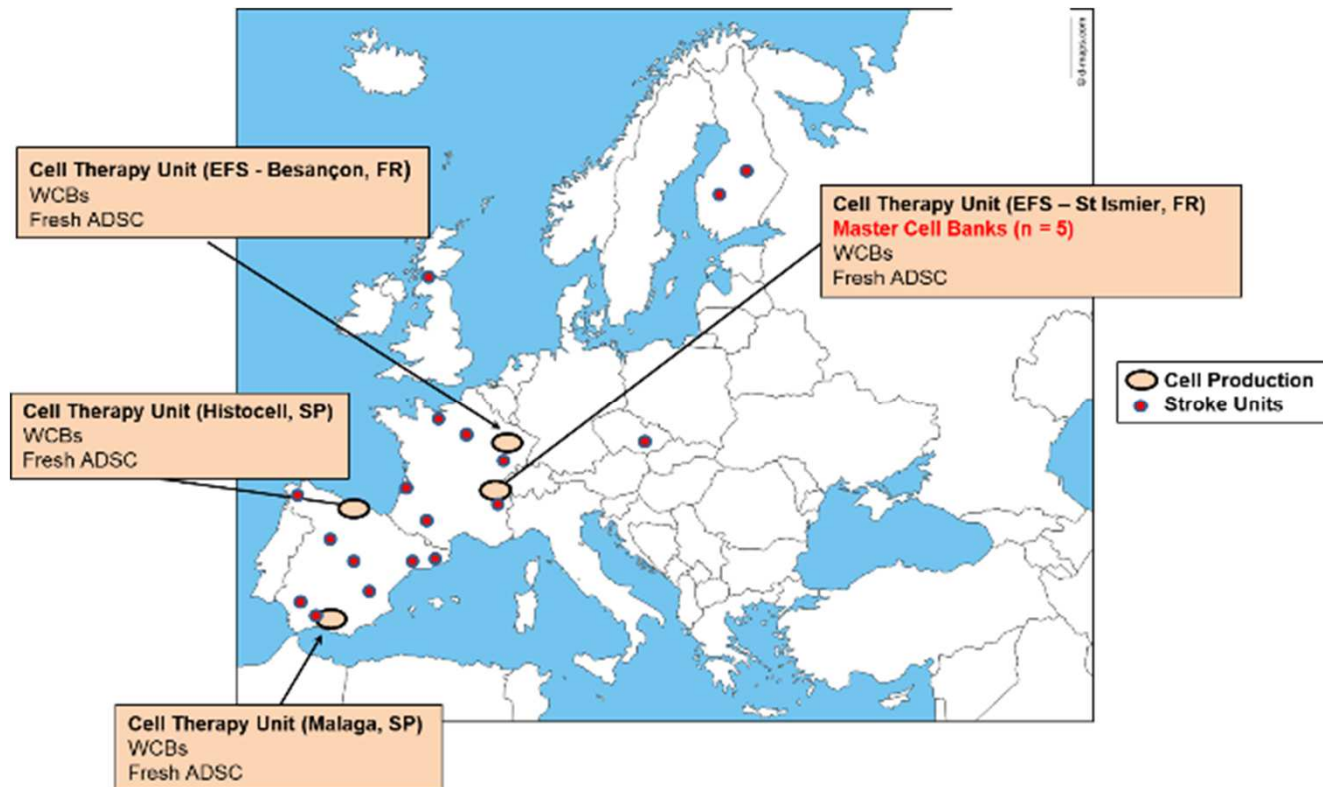 © d-maps.com
Cell Therapy Unit (EFS - Besançon, FR)
WCBs
Fresh ADSC
Cell Therapy Unit (EFS – St Ismier, FR)
Master Cell Banks (n = 5)
WCBs
Fresh ADSC
Cell Therapy Unit (Histocell, SP)
WCBs
Fresh ADSC
Cell Production
Stroke Units
Cell Therapy Unit (Malaga, SP)
WCBs
Fresh ADSC